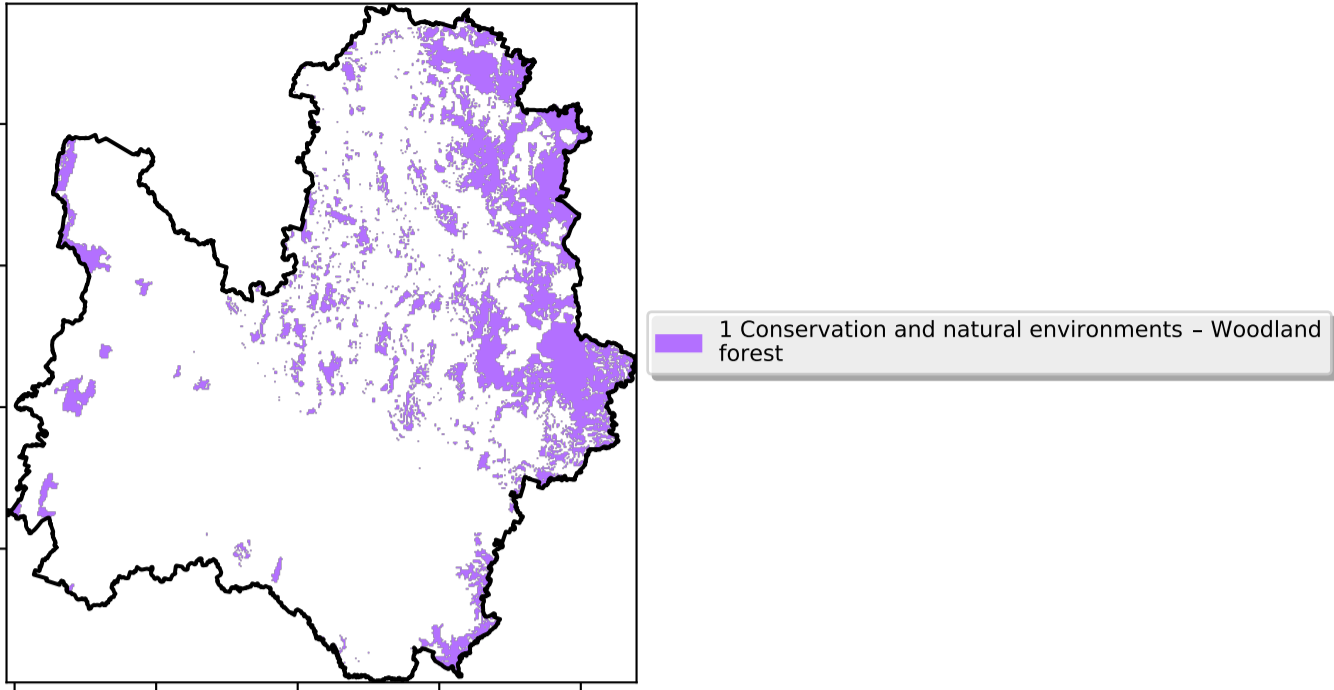 1 Conservation and natural environments – Woodland
forest